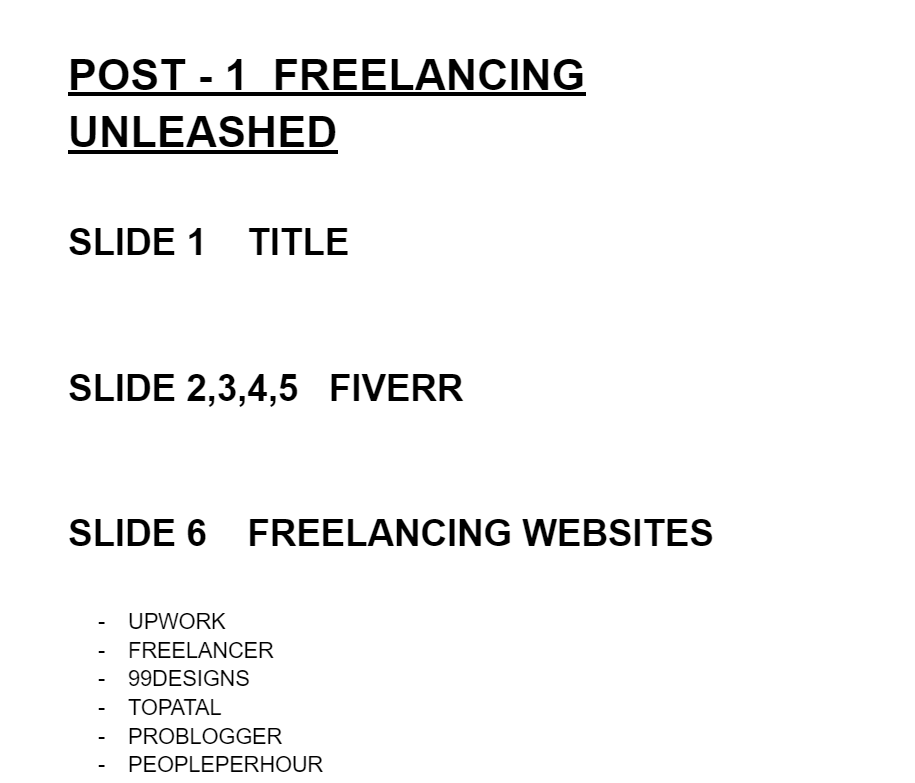 POST - 1  FREELANCING
UNLEASHED
SLIDE 1    TITLE
SLIDE 2,3,4,5   FIVERR
SLIDE 6    FREELANCING WEBSITES
- UPWORK
- FREELANCER
- 99DESIGNS
- TOPATAL
- PROBLOGGER
- PEOPLEPERHOUR